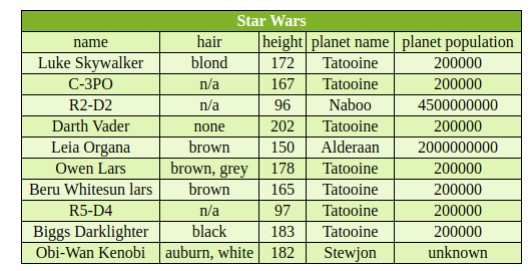 Star Wars
name hair height planet name planet population
Luke Skywalker blond 172 Tatooine 200000
C-3PO n/a 167 Tatooine 200000
R2-D2 n/a 96 Naboo 4500000000
Darth Vader none 202 Tatooine 200000
Leia Organa brown 150 Alderaan 2000000000
Owen Lars brown, grey 178 Tatooine 200000
Beru Whitesun lars brown 165 Tatooine 200000
R5-D4 n/a 97 Tatooine 200000
Biggs Darklighter black 183 Tatooine 200000
Obi-Wan Kenobi auburn, white 182 Stewjon unknown